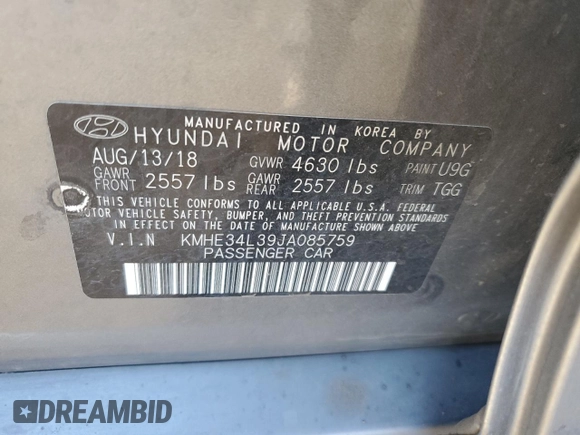 MANUFACTURED IN KOREA BY
HYUNDAI MOTOR COMPANY
AUG/13/18 GVWR 4630 lbs PAINT U9G
GAWR FRONT 2557 lbs GAWR REAR 2557 lbs TRIM TGG
THIS VEHICLE CONFORMS TO ALL APPLICABLE U.S.A. FEDERAL
MOTOR VEHICLE SAFETY, BUMPER, AND THEFT PREVENTION STANDARDS
IN EFFECT ON THE DATE OF MANUFACTURE SHOWN ABOVE
V.I.N KMHE34L39JA085759
PASSENGER CAR
DREAMBID